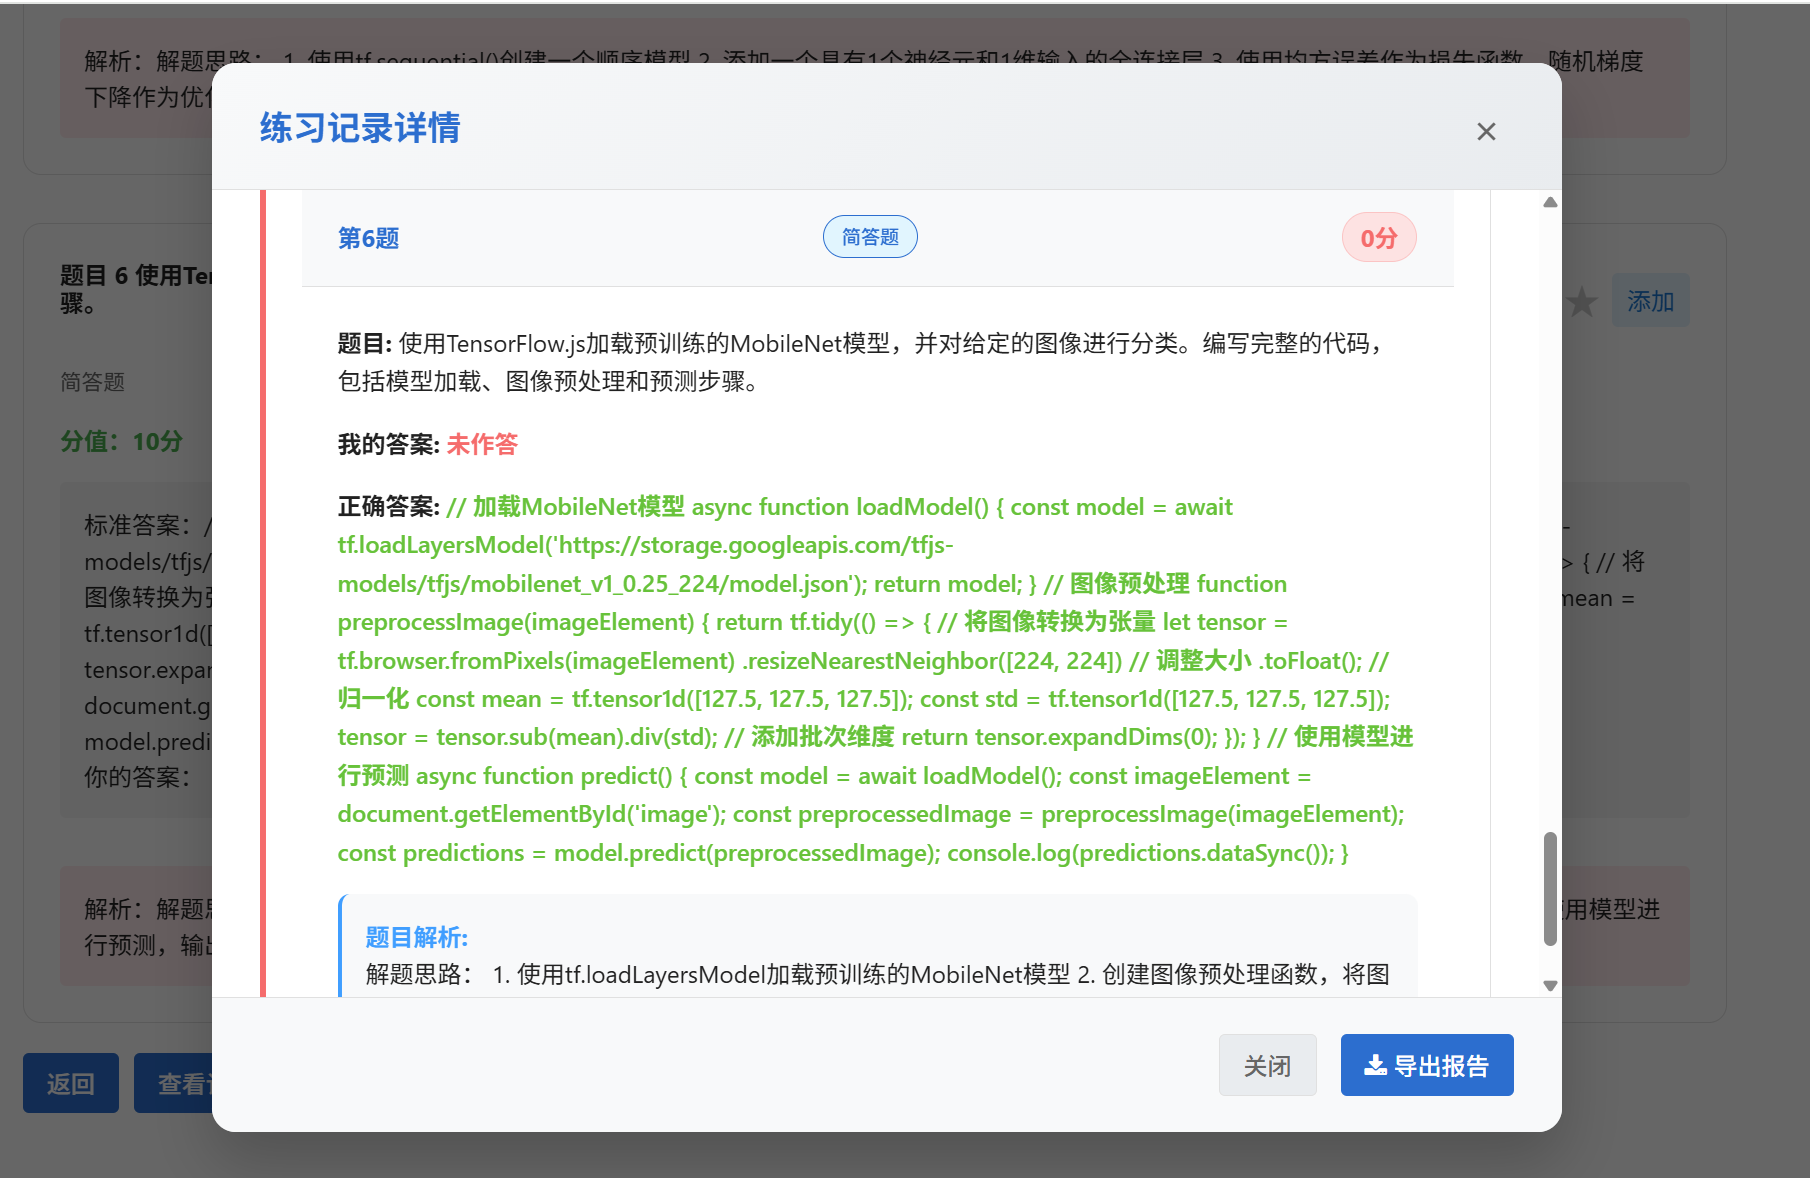 解析：解题思路： 1. 使用tf.sequential()创建一个顺序模型 2. 添加一个具有1个神经元和1维输入的全连接层 3. 使用均方误差作为损失函数，随机梯度
下降作为优
练习记录详情
×
第6题
简答题
0分
题目 6 使用Te
骤。
添加
简答题
分值：10分
题目: 使用TensorFlow.js加载预训练的MobileNet模型，并对给定的图像进行分类。编写完整的代码，
包括模型加载、图像预处理和预测步骤。
我的答案: 未作答
正确答案: // 加载MobileNet模型 async function loadModel() { const model = await
tf.loadLayersModel('https://storage.googleapis.com/tfjs-
models/tfjs/mobilenet_v1_0.25_224/model.json'); return model; } // 图像预处理 function
preprocessImage(imageElement) { return tf.tidy(() => { // 将图像转换为张量 let tensor =
tf.browser.fromPixels(imageElement) .resizeNearestNeighbor([224, 224]) // 调整大小 .toFloat(); //
归一化 const mean = tf.tensor1d([127.5, 127.5, 127.5]); const std = tf.tensor1d([127.5, 127.5, 127.5]);
tensor = tensor.sub(mean).div(std); // 添加批次维度 return tensor.expandDims(0); }); } // 使用模型进
行预测 async function predict() { const model = await loadModel(); const imageElement =
document.getElementById('image'); const preprocessedImage = preprocessImage(imageElement);
const predictions = model.predict(preprocessedImage); console.log(predictions.dataSync()); }
标准答案：/
models/tfjs/
> { // 将
图像转换为
mean =
tf.tensor1d([
tensor.expar
document.g
model.predi
你的答案：
题目解析:
解题思路： 1. 使用tf.loadLayersModel加载预训练的MobileNet模型 2. 创建图像预处理函数，将图
解析：解题思
用模型进
行预测，输出
关闭
导出报告
返回
查看